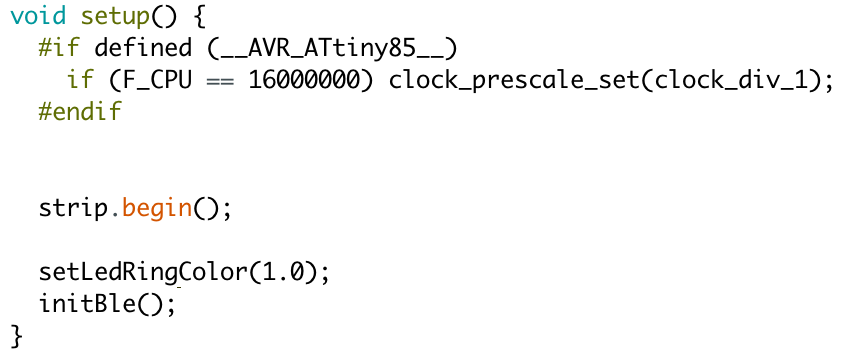 void setup() {
  #if defined (__AVR_ATtiny85__)
    if (F_CPU == 16000000) clock_prescale_set(clock_div_1);
  #endif
  strip.begin();
  setLedRingColor(1.0);
  initBle();
}